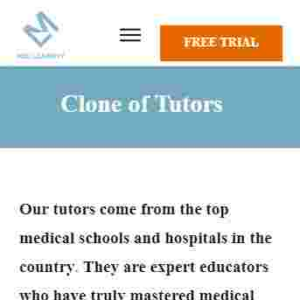 FREE TRIAL
Clone of Tutors
Our tutors come from the top
medical schools and hospitals in the
country. They are expert educators
who have truly mastered medical